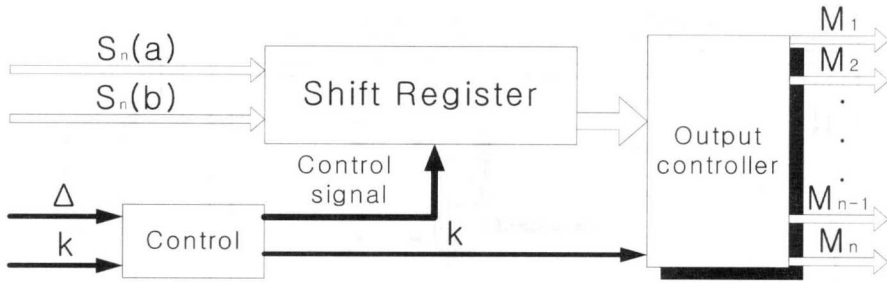 Sₙ(a)
Sₙ(b)
Shift Register
Control
signal
Δ
k
Control
k
Output
controller
M₁
M₂
.
.
.
Mₙ₋₁
Mₙ